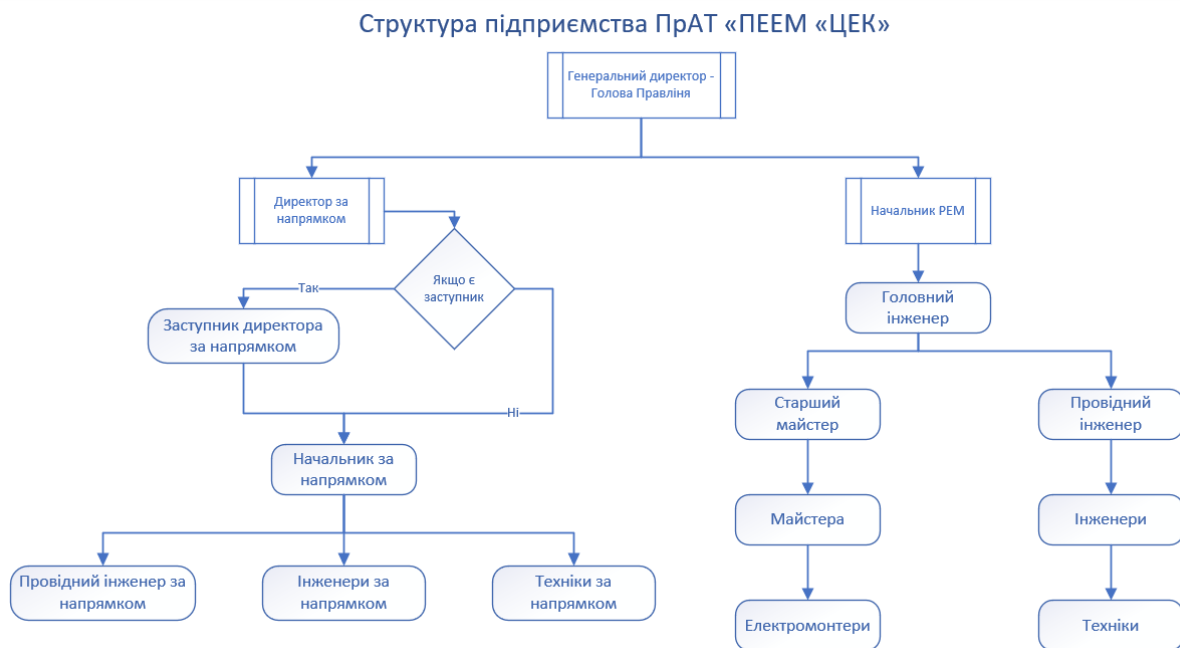 Структура підприємства ПрАТ «ПЕЕМ «ЦЕК»
Генеральний директор -
Голова Правліня
Директор за
напрямком
Начальник РЕМ
Якщо є
заступник
Так
Головний
інженер
Заступник директора
за напрямком
Ні
Старший
майстер
Провідний
інженер
Начальник за
напрямком
Майстера
Інженери
Провідний інженер за
напрямком
Інженери за
напрямком
Техніки за
напрямком
Електромонтери
Техніки